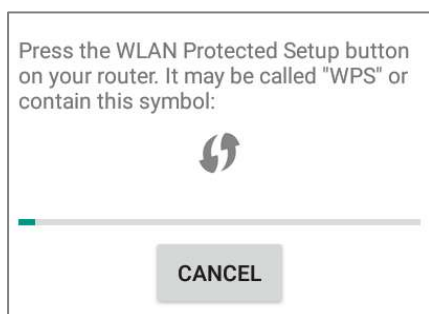 Press the WLAN Protected Setup button
on your router. It may be called "WPS" or
contain this symbol:
CANCEL